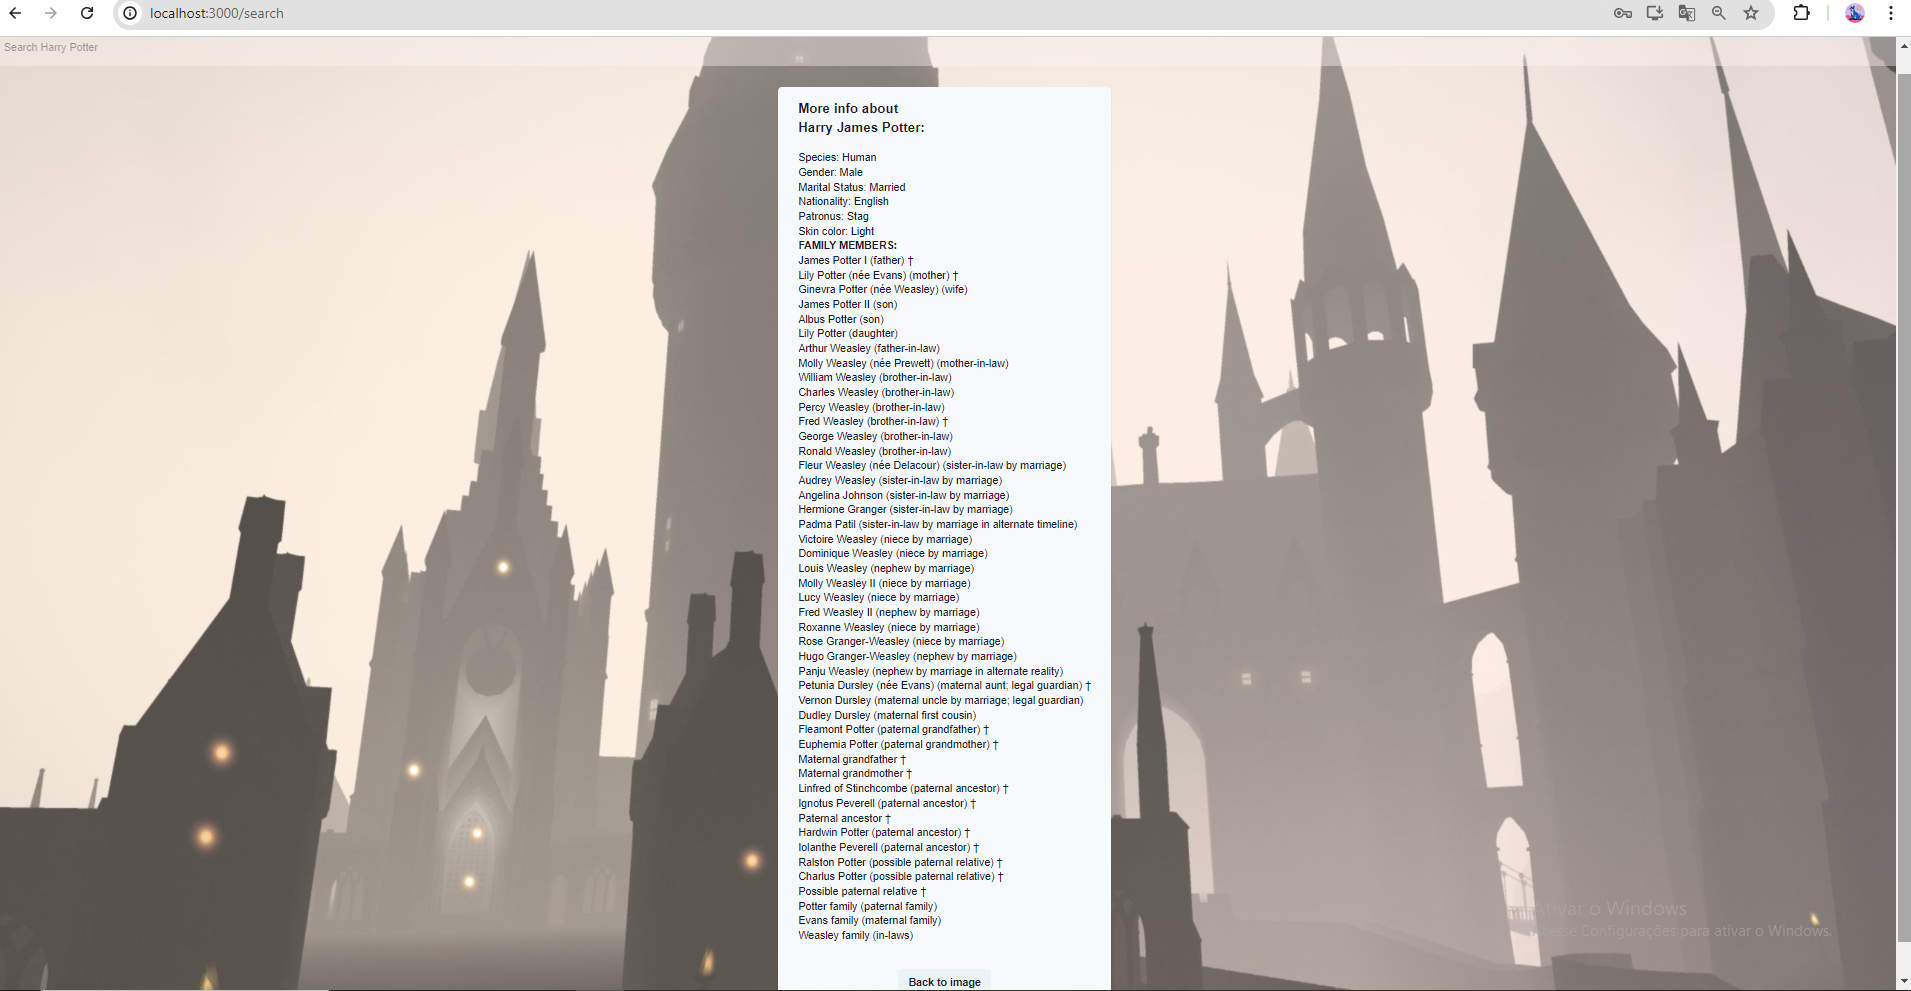 localhost:3000/search
Search Harry Potter
More info about
Harry James Potter:
Species: Human
Gender: Male
Marital Status: Married
Nationality: English
Patronus: Stag
Skin color: Light
FAMILY MEMBERS:
James Potter I (father) †
Lily Potter (née Evans) (mother) †
Ginevra Potter (née Weasley) (wife)
James Potter II (son)
Albus Potter (son)
Lily Potter (daughter)
Arthur Weasley (father-in-law)
Molly Weasley (née Prewett) (mother-in-law)
William Weasley (brother-in-law)
Charles Weasley (brother-in-law)
Percy Weasley (brother-in-law)
Fred Weasley (brother-in-law) †
George Weasley (brother-in-law)
Ronald Weasley (brother-in-law)
Fleur Weasley (née Delacour) (sister-in-law by marriage)
Audrey Weasley (sister-in-law by marriage)
Angelina Johnson (sister-in-law by marriage)
Hermione Granger (sister-in-law by marriage)
Padma Patil (sister-in-law by marriage in alternate timeline)
Victoire Weasley (niece by marriage)
Dominique Weasley (niece by marriage)
Louis Weasley (nephew by marriage)
Molly Weasley II (niece by marriage)
Lucy Weasley (niece by marriage)
Fred Weasley II (nephew by marriage)
Roxanne Weasley (niece by marriage)
Rose Granger-Weasley (niece by marriage)
Hugo Granger-Weasley (nephew by marriage)
Panju Weasley (nephew by marriage in alternate reality)
Petunia Dursley (née Evans) (maternal aunt; legal guardian) †
Vernon Dursley (maternal uncle by marriage; legal guardian)
Dudley Dursley (maternal first cousin)
Fleamont Potter (paternal grandfather) †
Euphemia Potter (paternal grandmother) †
Maternal grandfather †
Maternal grandmother †
Linfred of Stinchcombe (paternal ancestor) †
Ignotus Peverell (paternal ancestor) †
Paternal ancestor †
Hardwin Potter (paternal ancestor) †
Iolanthe Peverell (paternal ancestor) †
Ralston Potter (possible paternal relative) †
Charlus Potter (possible paternal relative) †
Possible paternal relative †
Potter family (paternal family)
Evans family (maternal family)
Weasley family (in-laws)
Back to image
Ativar o Windows
Acesse Configurações para ativar o Windows.